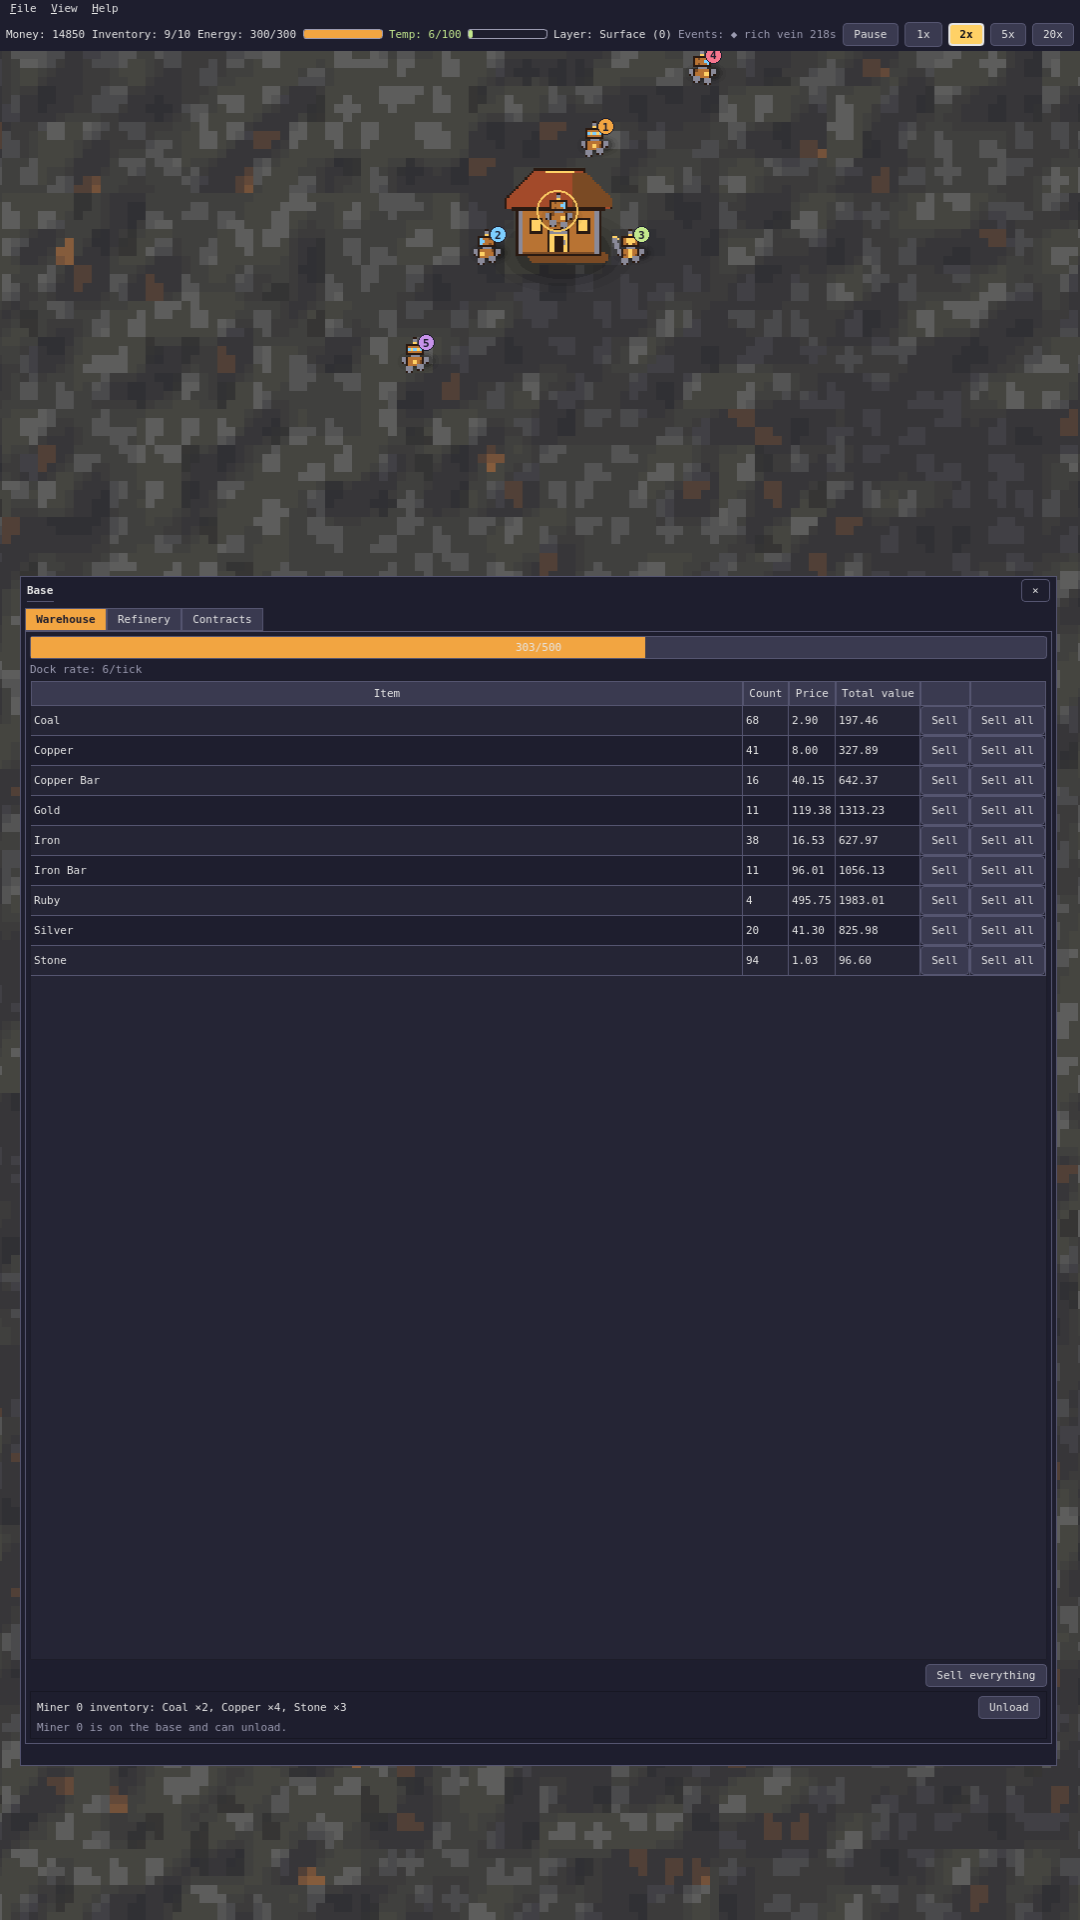 File View Help
Money: 14850 Inventory: 9/10 Energy: 300/300 Temp: 6/100 Layer: Surface (0) Events: ◆ rich vein 218s Pause 1x 2x 5x 20x
4
1
2
3
5
Base ×
Warehouse Refinery Contracts
303/500
Dock rate: 6/tick
Item Count Price Total value
Coal 68 2.90 197.46 Sell Sell all
Copper 41 8.00 327.89 Sell Sell all
Copper Bar 16 40.15 642.37 Sell Sell all
Gold 11 119.38 1313.23 Sell Sell all
Iron 38 16.53 627.97 Sell Sell all
Iron Bar 11 96.01 1056.13 Sell Sell all
Ruby 4 495.75 1983.01 Sell Sell all
Silver 20 41.30 825.98 Sell Sell all
Stone 94 1.03 96.60 Sell Sell all
Sell everything
Miner 0 inventory: Coal ×2, Copper ×4, Stone ×3 Unload
Miner 0 is on the base and can unload.